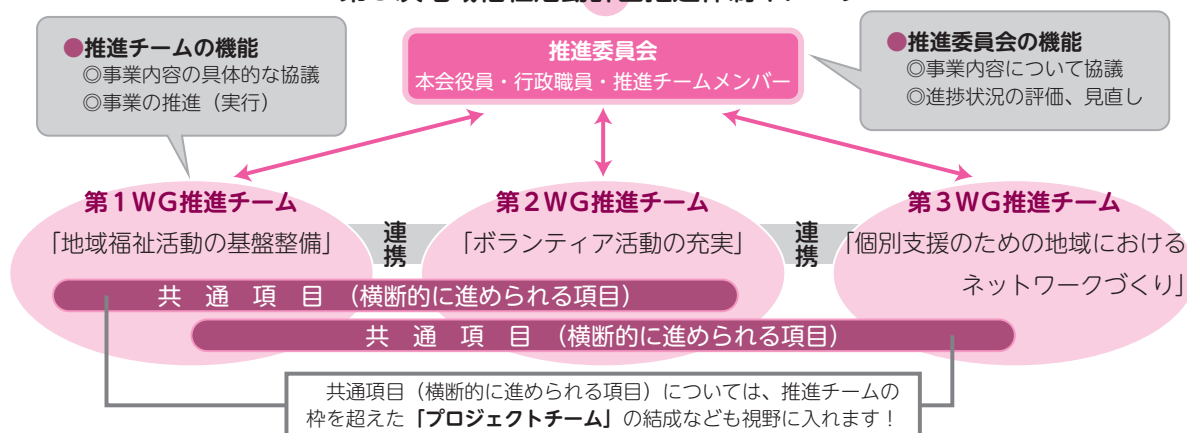 ●推進チームの機能
◎事業内容の具体的な協議
◎事業の推進（実行）
推進委員会
本会役員・行政職員・推進チームメンバー
●推進委員会の機能
◎事業内容について協議
◎進捗状況の評価、見直し
第1WG推進チーム
「地域福祉活動の基盤整備」
連携
第2WG推進チーム
「ボランティア活動の充実」
連携
第3WG推進チーム
「個別支援のための地域における
ネットワークづくり」
共通項目（横断的に進められる項目）
共通項目（横断的に進められる項目）
共通項目（横断的に進められる項目）については、推進チームの
枠を超えた「プロジェクトチーム」の結成なども視野に入れます！